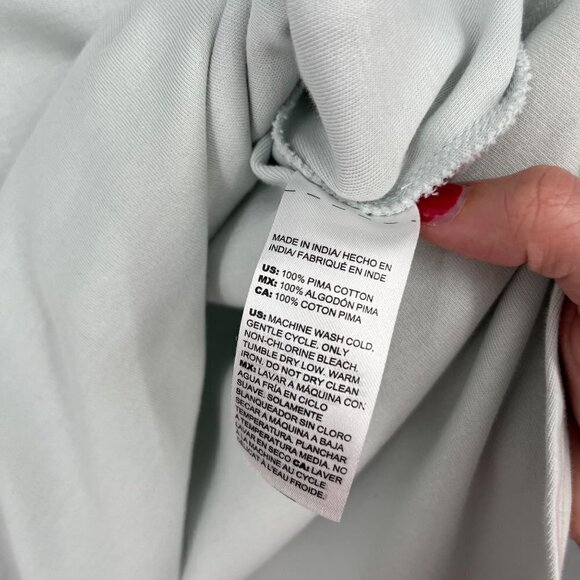 MADE IN INDIA/ HECHO EN
INDIA/ FABRIQUÉ EN INDE
US: 100% PIMA COTTON
MX: 100% ALGODÓN PIMA
CA: 100% COTON PIMA
US: MACHINE WASH COLD,
GENTLE CYCLE. ONLY
NON-CHLORINE BLEACH.
TUMBLE DRY LOW. WARM
IRON. DO NOT DRY CLEAN
MX: LAVAR A MÁQUINA CON
AGUA FRÍA EN CICLO
SUAVE. SOLAMENTE
BLANQUEADOR SIN CLORO
SECAR A MÁQUINA A BAJA
TEMPERATURA. PLANCHAR
A TEMPERATURA MEDIA. NO
LAVAR EN SECO CA: LAVER
LA MACHINE AU CYCLE
À L'EAU FROIDE.